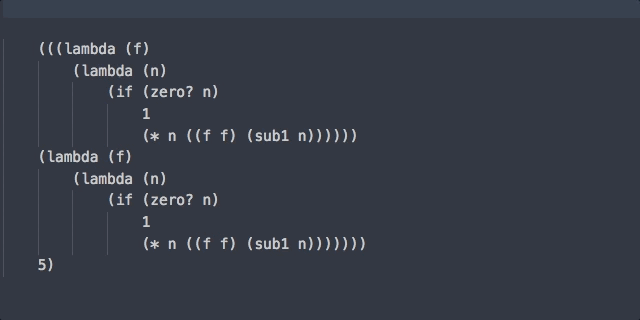 (((lambda (f)
(lambda (n)
(if (zero? n)
1
(* n ((f f) (sub1 n))))))
(lambda (f)
(lambda (n)
(if (zero? n)
1
(* n ((f f) (sub1 n)))))))
5)